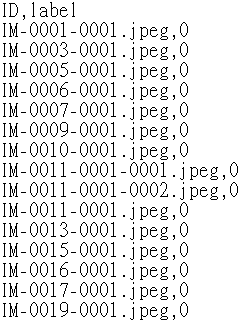 ID,label
IM-0001-0001.jpeg,0
IM-0003-0001.jpeg,0
IM-0005-0001.jpeg,0
IM-0006-0001.jpeg,0
IM-0007-0001.jpeg,0
IM-0009-0001.jpeg,0
IM-0010-0001.jpeg,0
IM-0011-0001-0001.jpeg,0
IM-0011-0001-0002.jpeg,0
IM-0011-0001.jpeg,0
IM-0013-0001.jpeg,0
IM-0015-0001.jpeg,0
IM-0016-0001.jpeg,0
IM-0017-0001.jpeg,0
IM-0019-0001.jpeg,0